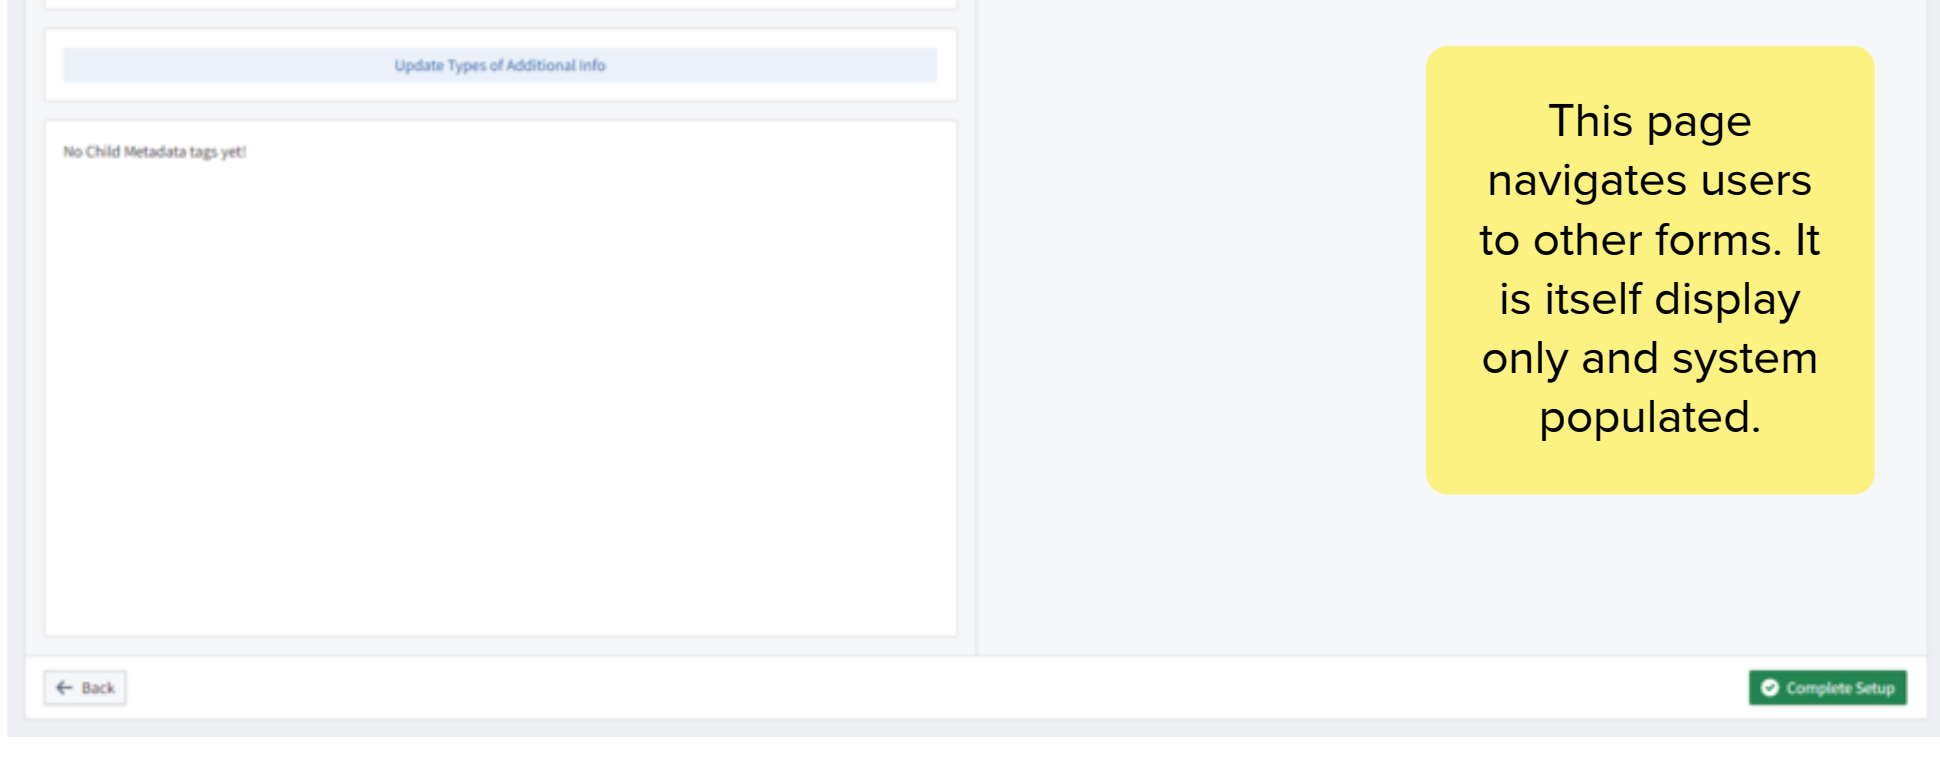 Update Types of Additional Info
No Child Metadata tags yet!
This page
navigates users
to other forms. It
is itself display
only and system
populated.
Back
Complete Setup